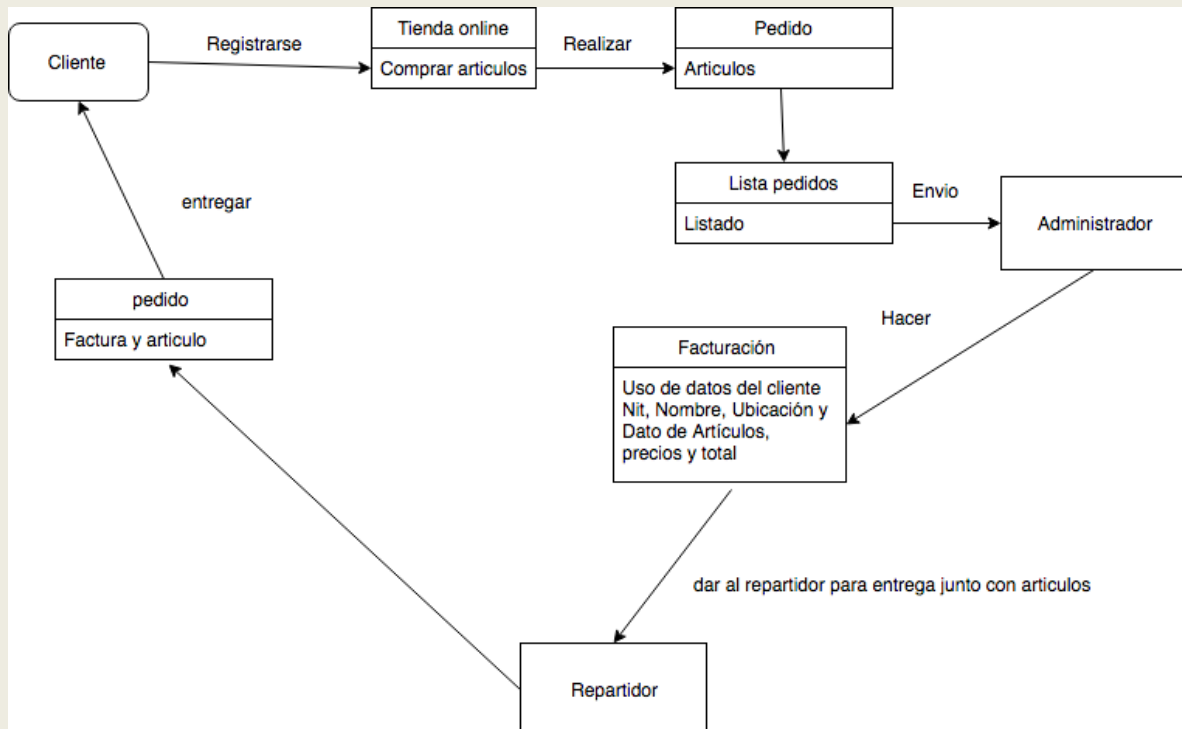 Cliente
Registrarse
Tienda online
Comprar articulos
Realizar
Pedido
Articulos
Lista pedidos
Listado
Envio
Administrador
Hacer
Facturación
Uso de datos del cliente
Nit, Nombre, Ubicación y
Dato de Artículos,
precios y total
dar al repartidor para entrega junto con articulos
Repartidor
pedido
Factura y articulo
entregar